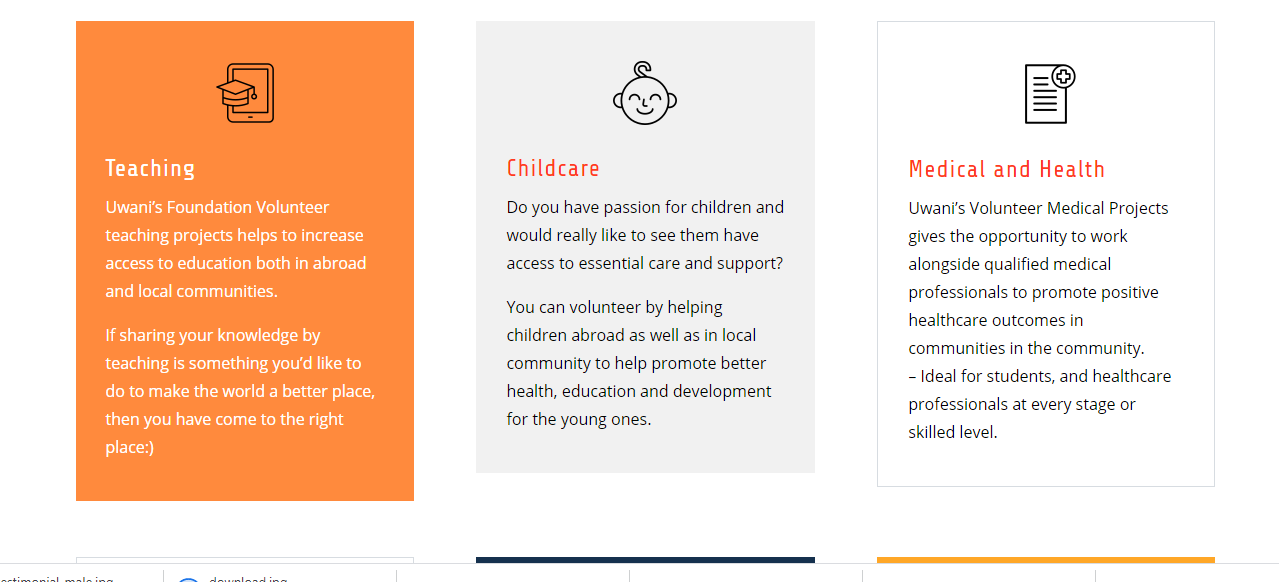 Teaching
Uwani's Foundation Volunteer
teaching projects helps to increase
access to education both in abroad
and local communities.
If sharing your knowledge by
teaching is something you'd like to
do to make the world a better place,
then you have come to the right
place:)
Childcare
Do you have passion for children and
would really like to see them have
access to essential care and support?
You can volunteer by helping
children abroad as well as in local
community to help promote better
health, education and development
for the young ones.
Medical and Health
Uwani's Volunteer Medical Projects
gives the opportunity to work
alongside qualified medical
professionals to promote positive
healthcare outcomes in
communities in the community.
– Ideal for students, and healthcare
professionals at every stage or
skilled level.